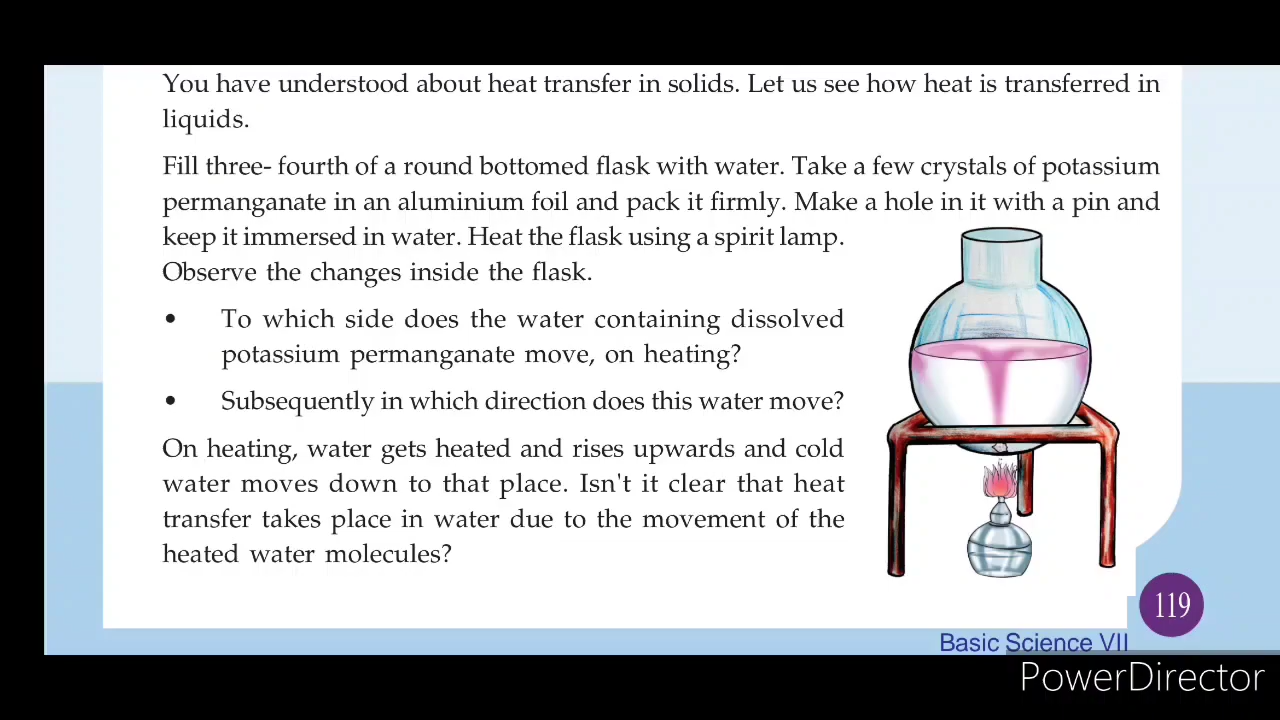 You have understood about heat transfer in solids. Let us see how heat is transferred in
liquids.
Fill three- fourth of a round bottomed flask with water. Take a few crystals of potassium
permanganate in an aluminium foil and pack it firmly. Make a hole in it with a pin and
keep it immersed in water. Heat the flask using a spirit lamp.
Observe the changes inside the flask.
• To which side does the water containing dissolved
potassium permanganate move, on heating?
• Subsequently in which direction does this water move?
On heating, water gets heated and rises upwards and cold
water moves down to that place. Isn't it clear that heat
transfer takes place in water due to the movement of the
heated water molecules?
119
Basic Science VII
PowerDirector